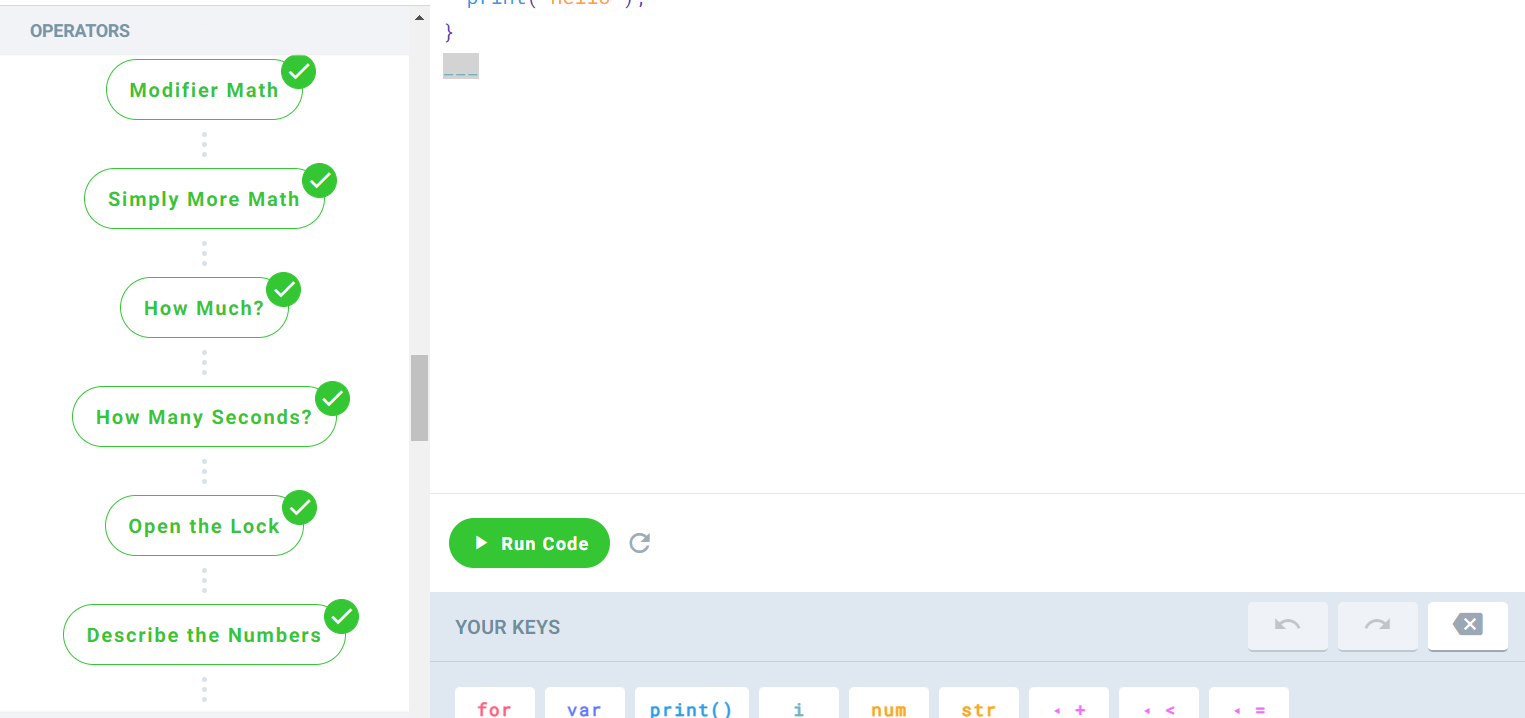 OPERATORS
Modifier Math
Simply More Math
How Much?
How Many Seconds?
Open the Lock
Describe the Numbers
print("hello");
}
___
Run Code
YOUR KEYS
for var print() i num str + < =